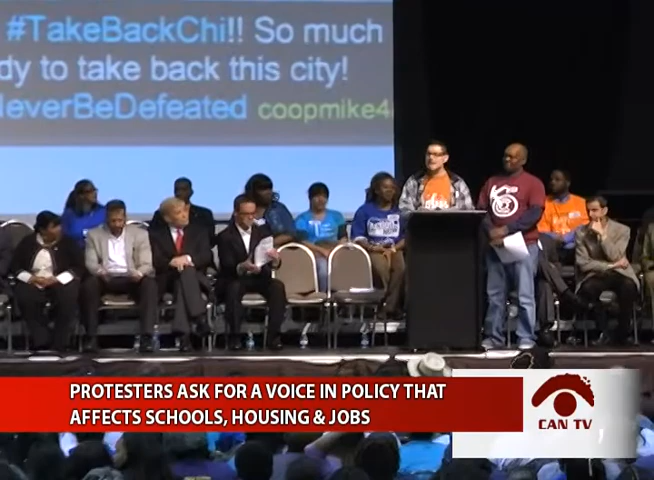 #TakeBackChi!! So much
dy to take back this city!
NeverBeDefeated coopmike4
PROTESTERS ASK FOR A VOICE IN POLICY THAT
AFFECTS SCHOOLS, HOUSING & JOBS
CAN TV